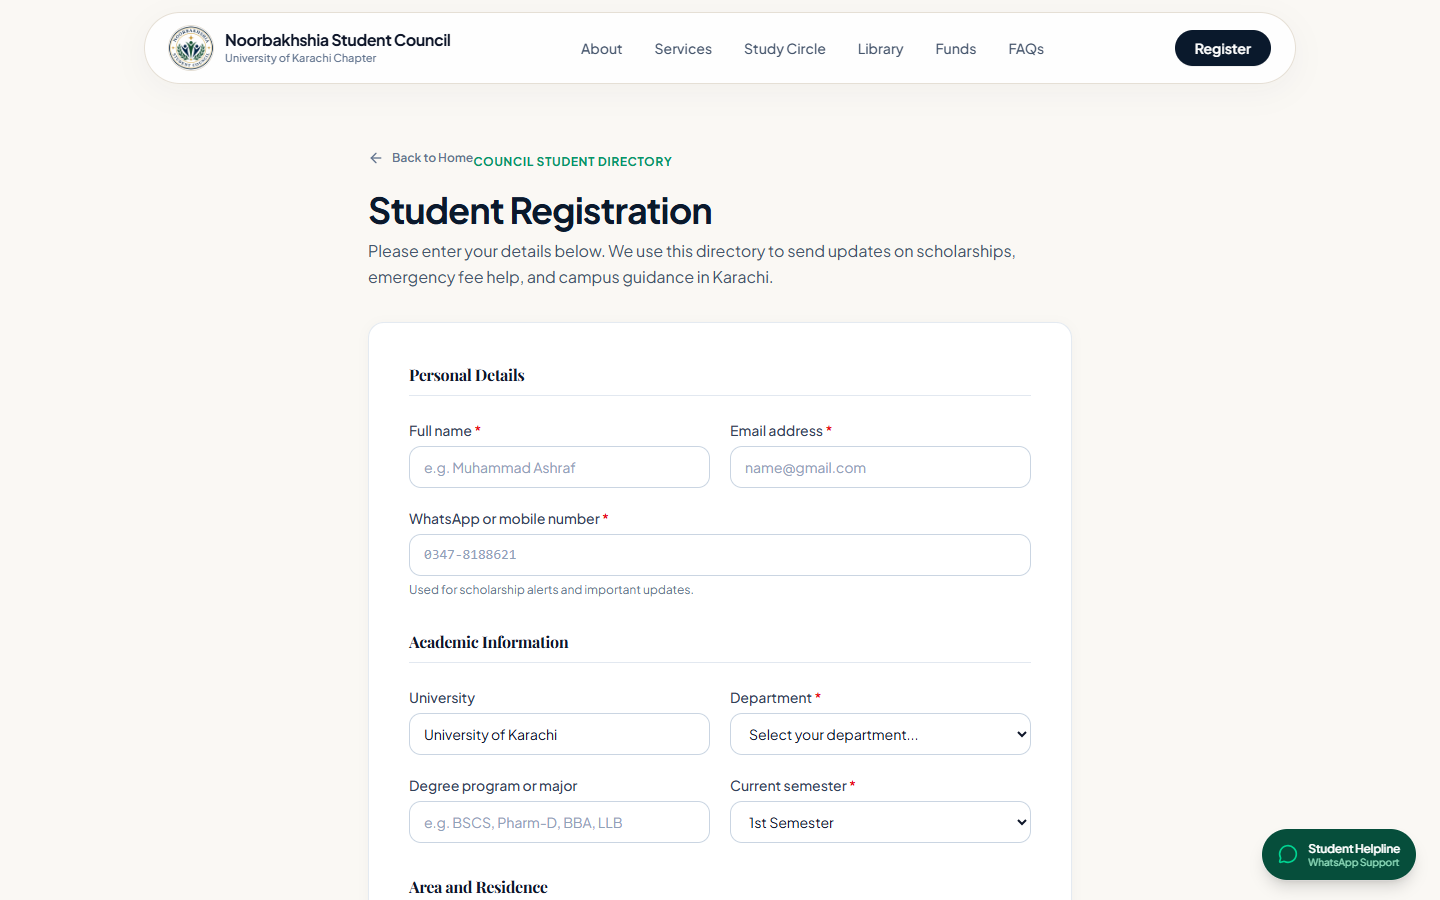 Noorbakhshia Student Council
University of Karachi Chapter
About
Services
Study Circle
Library
Funds
FAQs
Register
Back to Home
COUNCIL STUDENT DIRECTORY
Student Registration
Please enter your details below. We use this directory to send updates on scholarships,
emergency fee help, and campus guidance in Karachi.
Personal Details
Full name *
Email address *
e.g. Muhammad Ashraf
name@gmail.com
WhatsApp or mobile number *
0347-8188621
Used for scholarship alerts and important updates.
Academic Information
University
Department *
University of Karachi
Select your department...
Degree program or major
Current semester *
e.g. BSCS, Pharm-D, BBA, LLB
1st Semester
Area and Residence
Student Helpline
WhatsApp Support